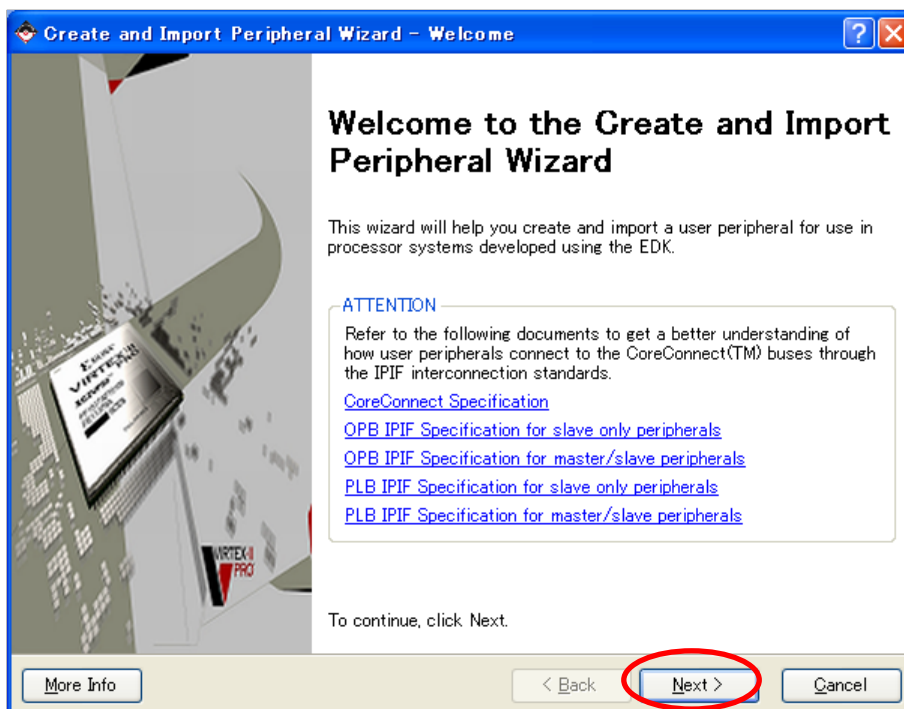 Create and Import Peripheral Wizard - Welcome
Welcome to the Create and Import
Peripheral Wizard
This wizard will help you create and import a user peripheral for use in
processor systems developed using the EDK.
ATTENTION
Refer to the following documents to get a better understanding of
how user peripherals connect to the CoreConnect(TM) buses through
the IPIF interconnection standards.
CoreConnect Specification
OPB IPIF Specification for slave only peripherals
OPB IPIF Specification for master/slave peripherals
PLB IPIF Specification for slave only peripherals
PLB IPIF Specification for master/slave peripherals
VIRTEX-II
PRO
To continue, click Next.
More Info
< Back
Next >
Cancel